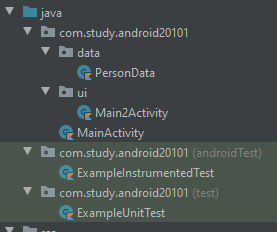 java
com.study.android20101
data
PersonData
ui
Main2Activity
MainActivity
com.study.android20101 (androidTest)
ExampleInstrumentedTest
com.study.android20101 (test)
ExampleUnitTest